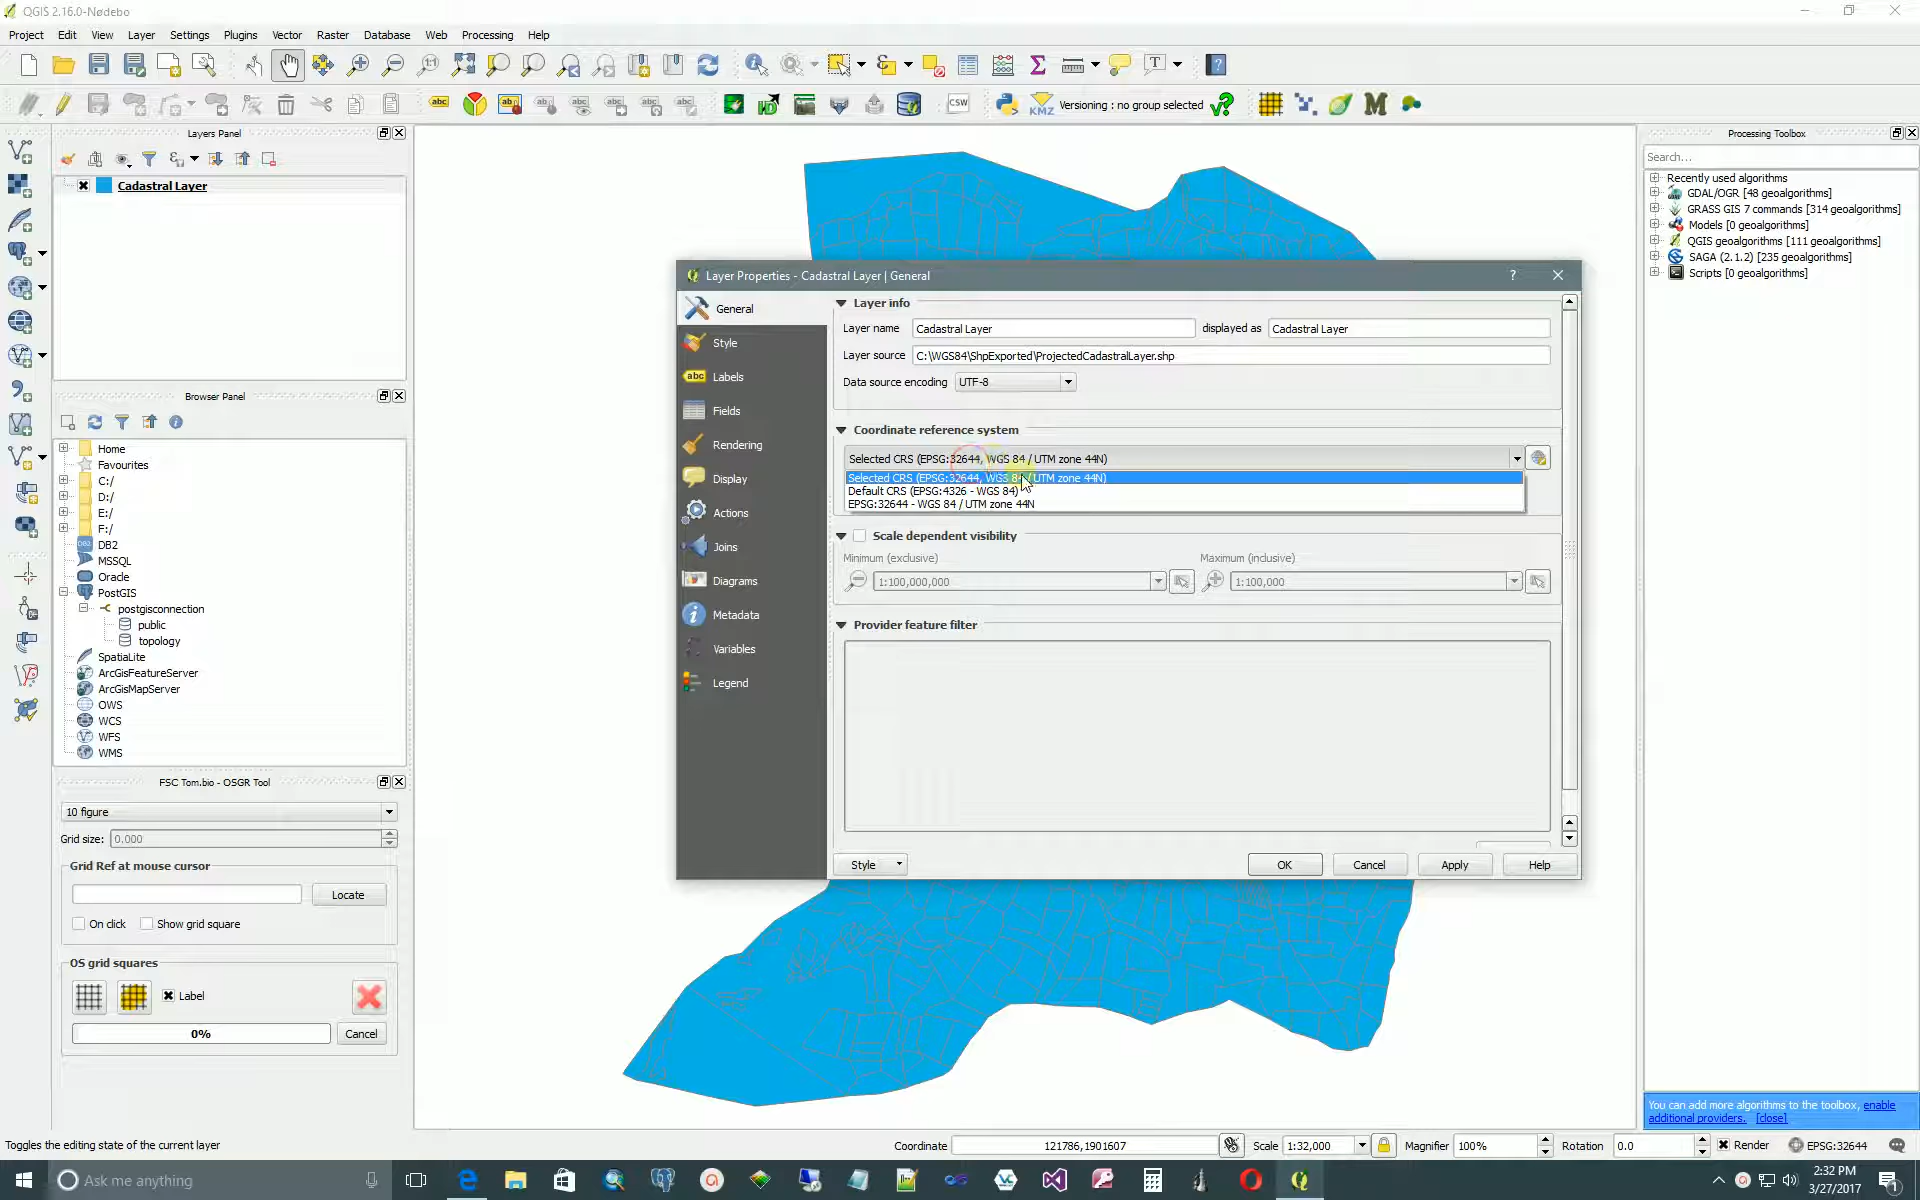 QGIS 2.16.0-Nødebo
Project Edit View Layer Settings Plugins Vector Raster Database Web Processing Help
Versioning : no group selected
Layers Panel
Cadastral Layer
Browser Panel
Home
Favourites
C:/
D:/
E:/
F:/
DB2
MSSQL
Oracle
PostGIS
postgisconnection
public
topology
SpatiaLite
ArcGisFeatureServer
ArcGisMapServer
OWS
WCS
WFS
WMS
FSC Tom.bio - OSGR Tool
10 figure
Grid size: 0.000
Grid Ref at mouse cursor
Locate
On click Show grid square
OS grid squares
Label
0% Cancel
Layer Properties - Cadastral Layer | General
General
Style
Labels
Fields
Rendering
Display
Actions
Joins
Diagrams
Metadata
Variables
Legend
Layer info
Layer name Cadastral Layer displayed as Cadastral Layer
Layer source C:\WGS84\ShpExported\ProjectedCadastralLayer.shp
Data source encoding UTF-8
Coordinate reference system
Selected CRS (EPSG:32644, WGS 84 / UTM zone 44N)
Selected CRS (EPSG:32644, WGS 84 / UTM zone 44N)
Default CRS (EPSG:4326 - WGS 84)
EPSG:32644 - WGS 84 / UTM zone 44N
Scale dependent visibility
Minimum (exclusive) Maximum (inclusive)
1:100,000,000 1:100,000
Provider feature filter
Style OK Cancel Apply Help
Processing Toolbox
Search...
Recently used algorithms
GDAL/OGR [48 geoalgorithms]
GRASS GIS 7 commands [314 geoalgorithms]
Models [0 geoalgorithms]
QGIS geoalgorithms [111 geoalgorithms]
SAGA (2.1.2) [235 geoalgorithms]
Scripts [0 geoalgorithms]
You can add more algorithms to the toolbox, enable
additional providers. [close]
Toggles the editing state of the current layer Coordinate 121786,1901607 Scale 1:32,000 Magnifier 100% Rotation 0.0 Render EPSG:32644
Ask me anything
2:32 PM
3/27/2017